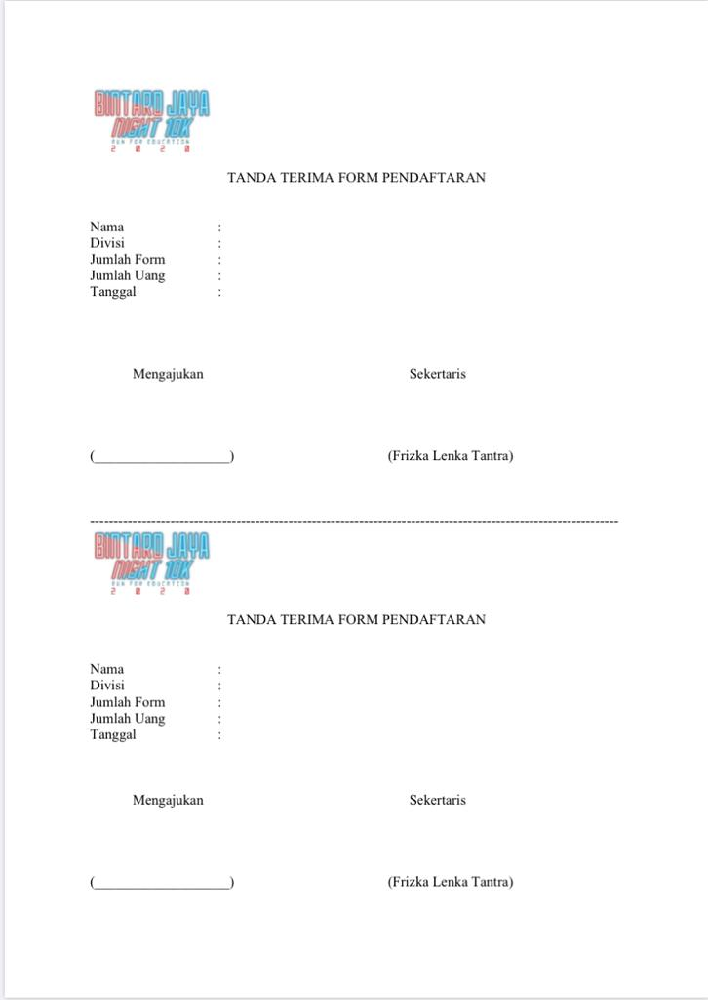 BINTARO JAYA
NIGHT 10K
RUN FOR EDUCATION
2 0 2 0
TANDA TERIMA FORM PENDAFTARAN
Nama :
Divisi :
Jumlah Form :
Jumlah Uang :
Tanggal :
Mengajukan Sekertaris
(___________________) (Frizka Lenka Tantra)
------------------------------------------------------------------------------------------
BINTARO JAYA
NIGHT 10K
RUN FOR EDUCATION
2 0 2 0
TANDA TERIMA FORM PENDAFTARAN
Nama :
Divisi :
Jumlah Form :
Jumlah Uang :
Tanggal :
Mengajukan Sekertaris
(___________________) (Frizka Lenka Tantra)